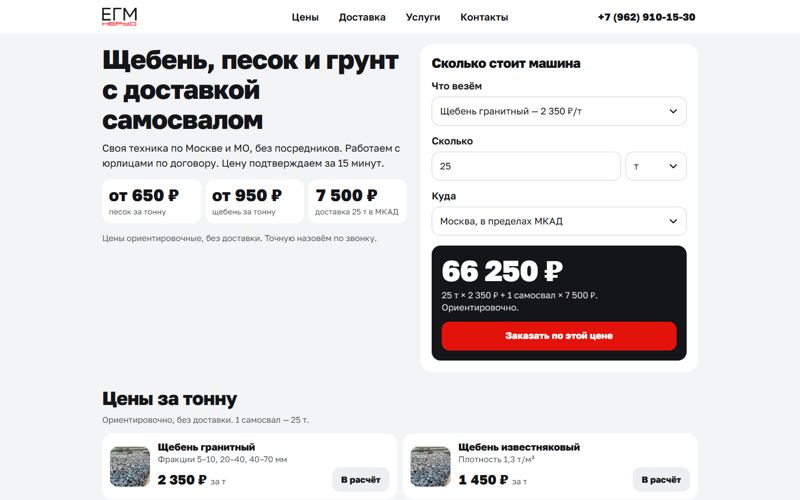 ЕГМ
НЕРУД
Цены
Доставка
Услуги
Контакты
+7 (962) 910-15-30
Щебень, песок и грунт
с доставкой
самосвалом
Своя техника по Москве и МО, без посредников. Работаем с
юрлицами по договору. Цену подтверждаем за 15 минут.
от 650 ₽
песок за тонну
от 950 ₽
щебень за тонну
7 500 ₽
доставка 25 т в МКАД
Цены ориентировочные, без доставки. Точную назовём по звонку.
Сколько стоит машина
Что везём
Щебень гранитный — 2 350 ₽/т
Сколько
25
т
Куда
Москва, в пределах МКАД
66 250 ₽
25 т × 2 350 ₽ + 1 самосвал × 7 500 ₽.
Ориентировочно.
Заказать по этой цене
Цены за тонну
Ориентировочно, без доставки. 1 самосвал — 25 т.
Щебень гранитный
Фракции 5–10, 20–40, 40–70 мм
2 350 ₽ за т
В расчёт
Щебень известняковый
Плотность 1,3 т/м³
1 450 ₽ за т
В расчёт